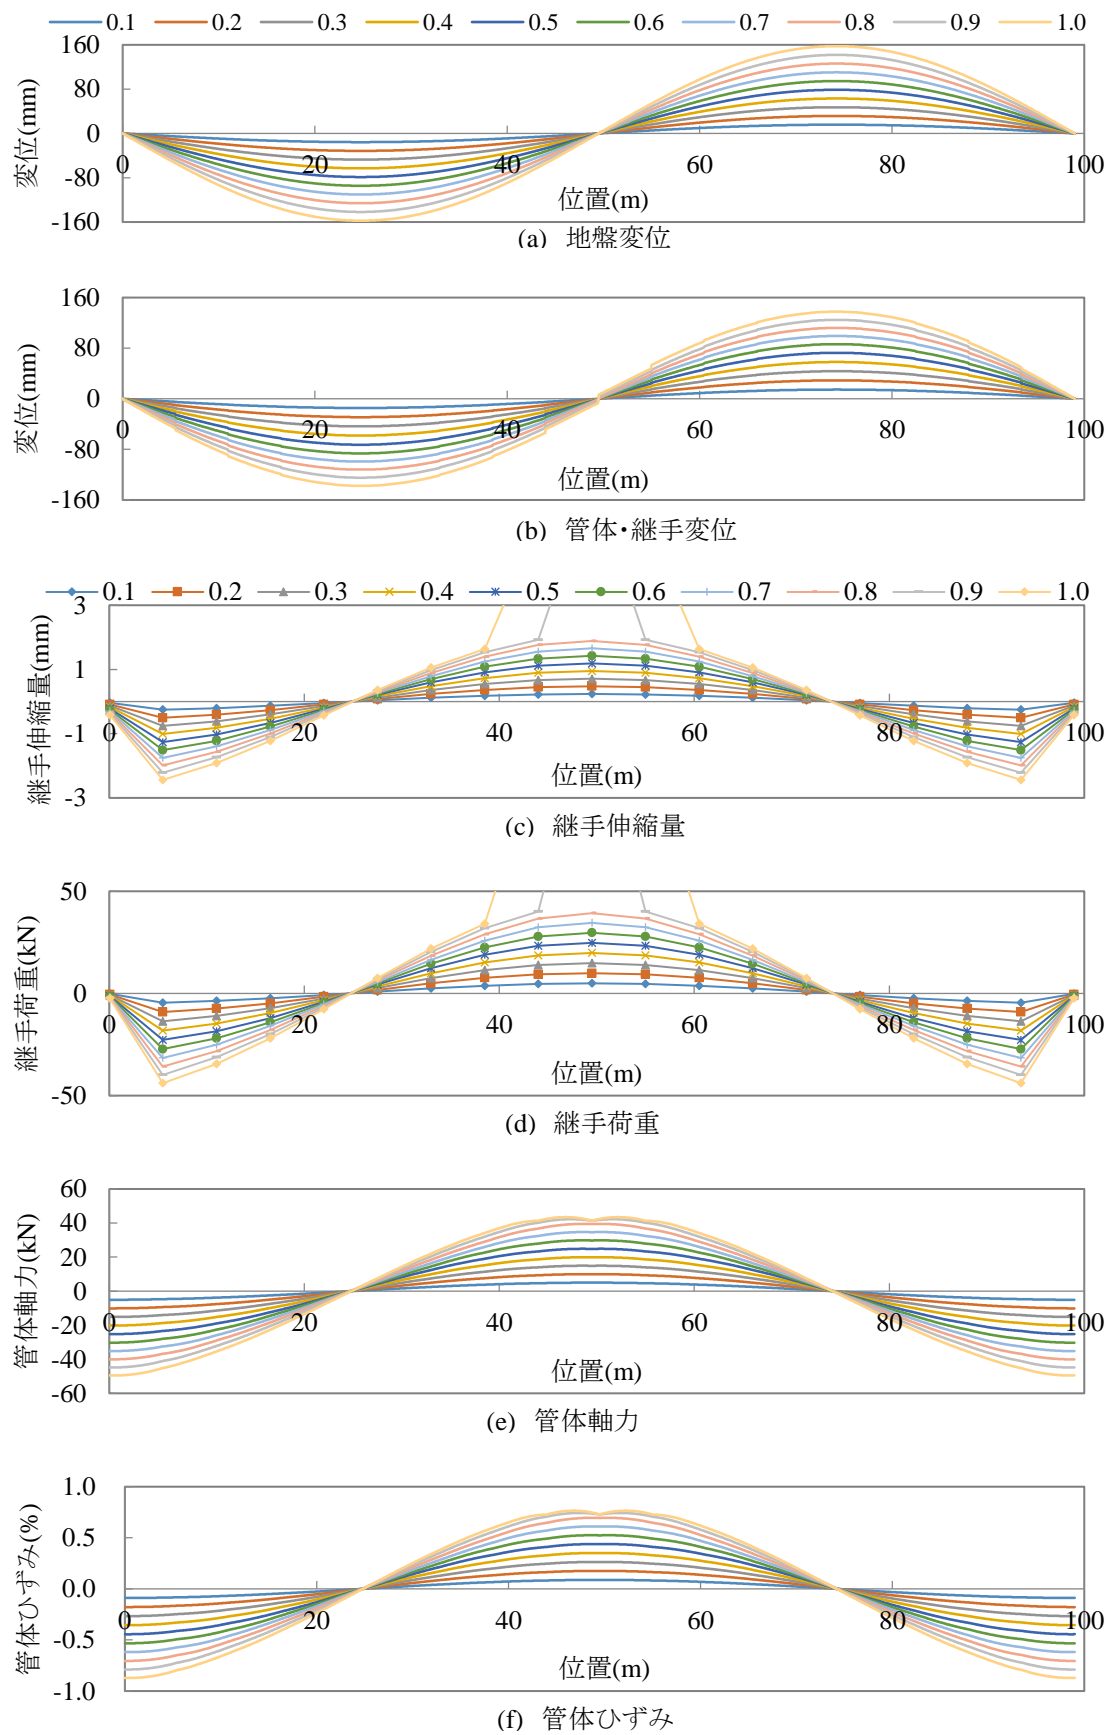 0.1 0.2 0.3 0.4 0.5 0.6 0.7 0.8 0.9 1.0
変位(mm)
160
80
0
-80
-160
0 20 40 60 80 100
位置(m)
(a) 地盤変位
変位(mm)
160
80
0
-80
-160
0 20 40 60 80 100
位置(m)
(b) 管体・継手変位
0.1 0.2 0.3 0.4 0.5 0.6 0.7 0.8 0.9 1.0
継手伸縮量(mm)
3
1
-1
-3
0 20 40 60 80 100
位置(m)
(c) 継手伸縮量
継手荷重(kN)
50
0
-50
0 20 40 60 80 100
位置(m)
(d) 継手荷重
管体軸力(kN)
60
40
20
0
-20
-40
-60
0 20 40 60 80 100
位置(m)
(e) 管体軸力
管体ひずみ(%)
1.0
0.5
0.0
-0.5
-1.0
0 20 40 60 80 100
位置(m)
(f) 管体ひずみ